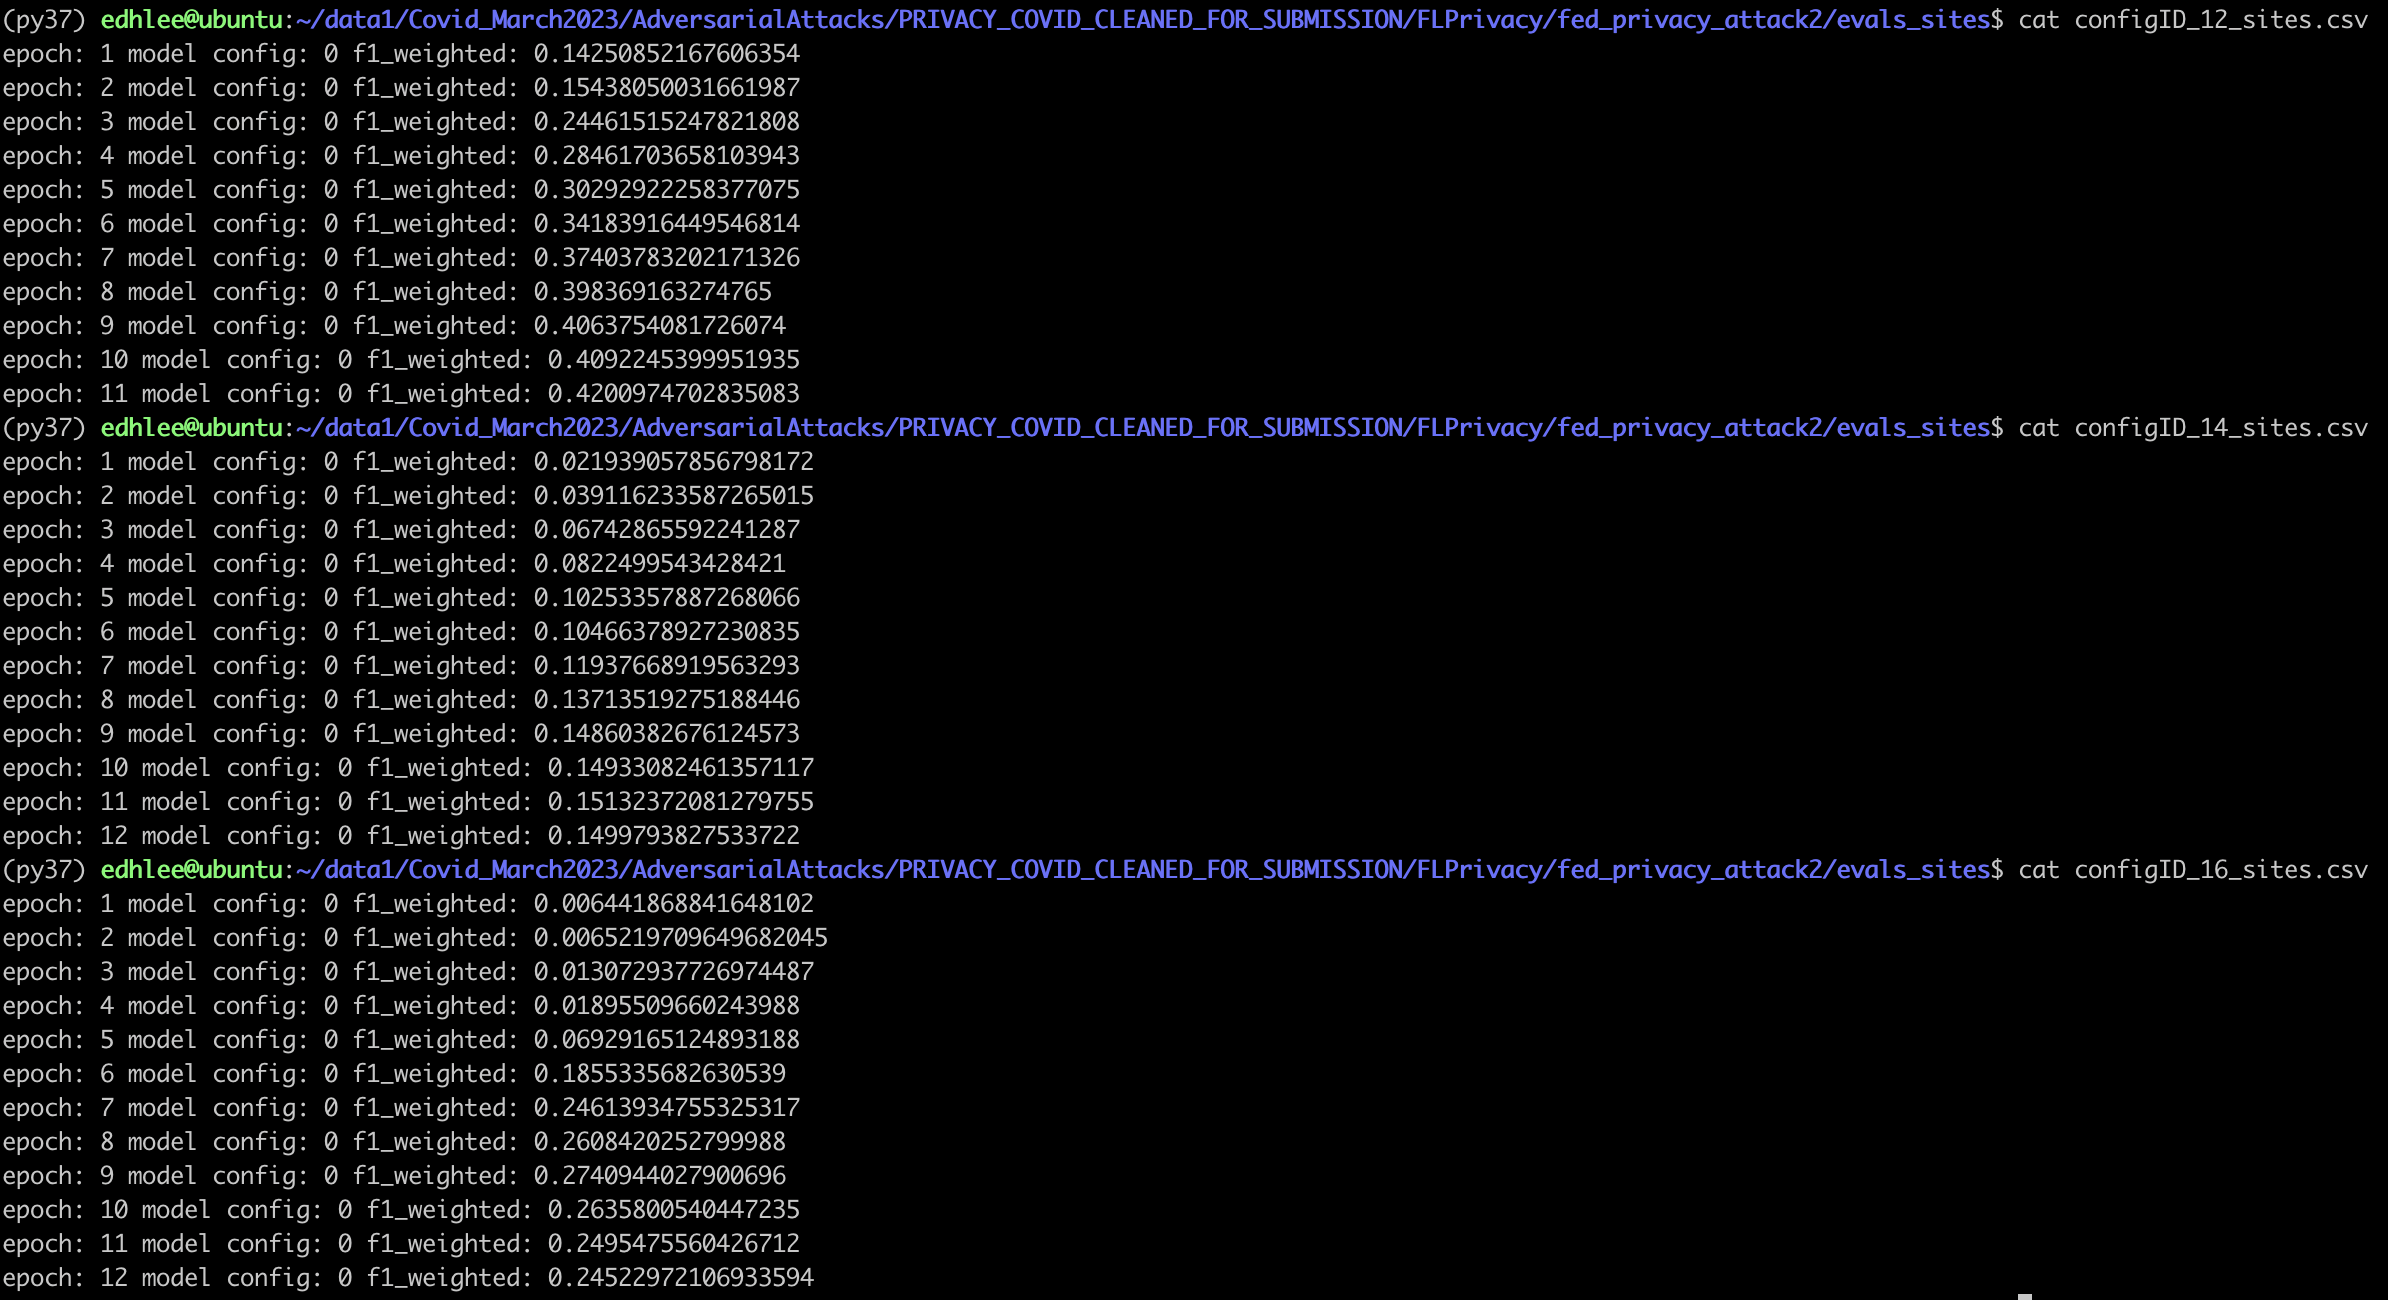 (py37) edhlee@ubuntu:~/data1/Covid_March2023/AdversarialAttacks/PRIVACY_COVID_CLEANED_FOR_SUBMISSION/FLPrivacy/fed_privacy_attack2/evals_sites$ cat configID_12_sites.csv
epoch: 1 model config: 0 f1_weighted: 0.14250852167606354
epoch: 2 model config: 0 f1_weighted: 0.15438050031661987
epoch: 3 model config: 0 f1_weighted: 0.24461515247821808
epoch: 4 model config: 0 f1_weighted: 0.28461703658103943
epoch: 5 model config: 0 f1_weighted: 0.30292922258377075
epoch: 6 model config: 0 f1_weighted: 0.34183916449546814
epoch: 7 model config: 0 f1_weighted: 0.37403783202171326
epoch: 8 model config: 0 f1_weighted: 0.398369163274765
epoch: 9 model config: 0 f1_weighted: 0.4063754081726074
epoch: 10 model config: 0 f1_weighted: 0.4092245399951935
epoch: 11 model config: 0 f1_weighted: 0.4200974702835083
(py37) edhlee@ubuntu:~/data1/Covid_March2023/AdversarialAttacks/PRIVACY_COVID_CLEANED_FOR_SUBMISSION/FLPrivacy/fed_privacy_attack2/evals_sites$ cat configID_14_sites.csv
epoch: 1 model config: 0 f1_weighted: 0.021939057856798172
epoch: 2 model config: 0 f1_weighted: 0.039116233587265015
epoch: 3 model config: 0 f1_weighted: 0.06742865592241287
epoch: 4 model config: 0 f1_weighted: 0.0822499543428421
epoch: 5 model config: 0 f1_weighted: 0.10253357887268066
epoch: 6 model config: 0 f1_weighted: 0.10466378927230835
epoch: 7 model config: 0 f1_weighted: 0.11937668919563293
epoch: 8 model config: 0 f1_weighted: 0.13713519275188446
epoch: 9 model config: 0 f1_weighted: 0.14860382676124573
epoch: 10 model config: 0 f1_weighted: 0.14933082461357117
epoch: 11 model config: 0 f1_weighted: 0.15132372081279755
epoch: 12 model config: 0 f1_weighted: 0.1499793827533722
(py37) edhlee@ubuntu:~/data1/Covid_March2023/AdversarialAttacks/PRIVACY_COVID_CLEANED_FOR_SUBMISSION/FLPrivacy/fed_privacy_attack2/evals_sites$ cat configID_16_sites.csv
epoch: 1 model config: 0 f1_weighted: 0.006441868841648102
epoch: 2 model config: 0 f1_weighted: 0.0065219709649682045
epoch: 3 model config: 0 f1_weighted: 0.013072937726974487
epoch: 4 model config: 0 f1_weighted: 0.01895509660243988
epoch: 5 model config: 0 f1_weighted: 0.06929165124893188
epoch: 6 model config: 0 f1_weighted: 0.1855335682630539
epoch: 7 model config: 0 f1_weighted: 0.24613934755325317
epoch: 8 model config: 0 f1_weighted: 0.2608420252799988
epoch: 9 model config: 0 f1_weighted: 0.2740944027900696
epoch: 10 model config: 0 f1_weighted: 0.2635800540447235
epoch: 11 model config: 0 f1_weighted: 0.2495475560426712
epoch: 12 model config: 0 f1_weighted: 0.24522972106933594